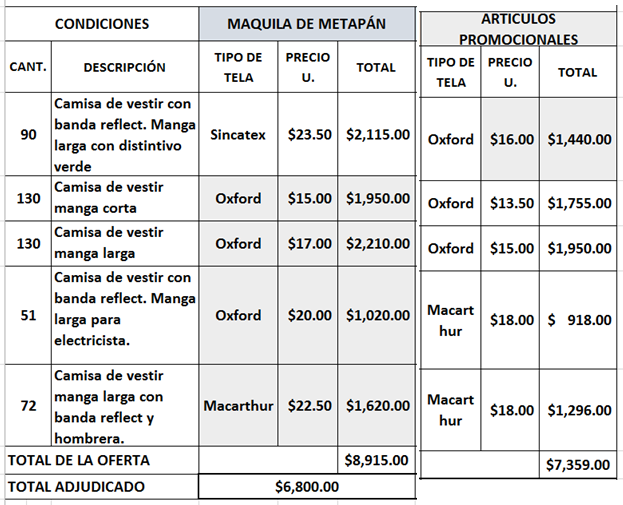 CONDICIONES MAQUILA DE METAPÁN ARTICULOS
PROMOCIONALES
CANT. DESCRIPCIÓN TIPO DE TELA PRECIO U. TOTAL TIPO DE TELA PRECIO U. TOTAL
90 Camisa de vestir con Sincatex $23.50 $2,115.00 Oxford $16.00 $1,440.00
banda reflect. Manga
larga con distintivo
verde
130 Camisa de vestir Oxford $15.00 $1,950.00 Oxford $13.50 $1,755.00
manga corta
130 Camisa de vestir Oxford $17.00 $2,210.00 Oxford $15.00 $1,950.00
manga larga
51 Camisa de vestir con Oxford $20.00 $1,020.00 Macart hur $18.00 $ 918.00
banda reflect. Manga
larga para
electricista.
72 Camisa de vestir Macarthur $22.50 $1,620.00 Macart hur $18.00 $1,296.00
manga larga con
banda reflect y
hombrera.
TOTAL DE LA OFERTA $8,915.00 $7,359.00
TOTAL ADJUDICADO $6,800.00